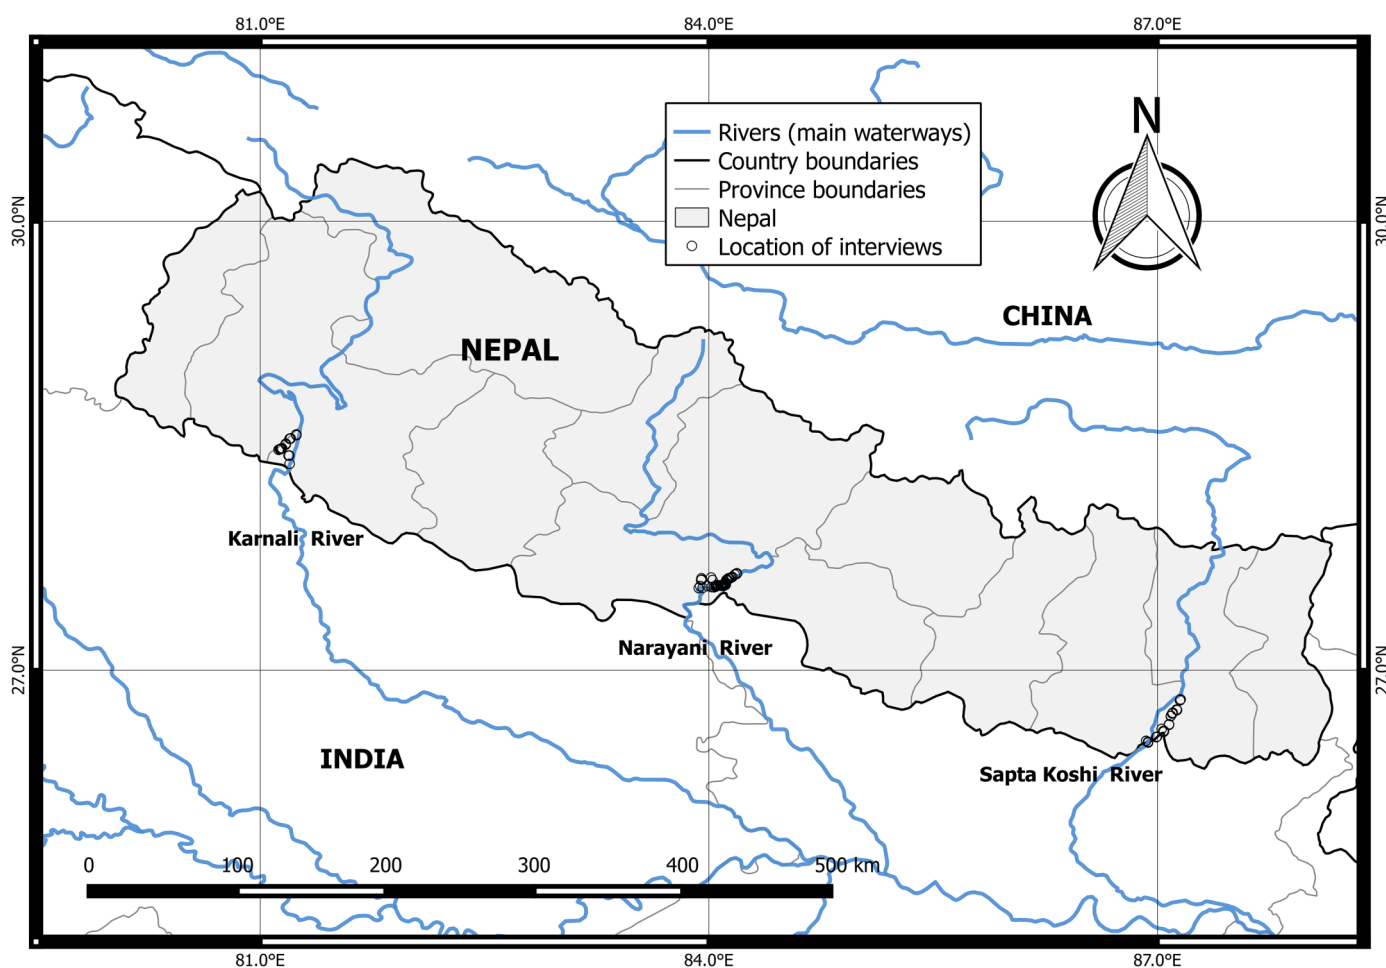 81.0°E
84.0°E
87.0°E
N
Rivers (main waterways)
Country boundaries
Province boundaries
Nepal
Location of interviews
30.0°N
30.0°N
CHINA
NEPAL
Karnali River
Narayani River
27.0°N
27.0°N
INDIA
Sapta Koshi River
0 100 200 300 400 500 km
81.0°E
84.0°E
87.0°E